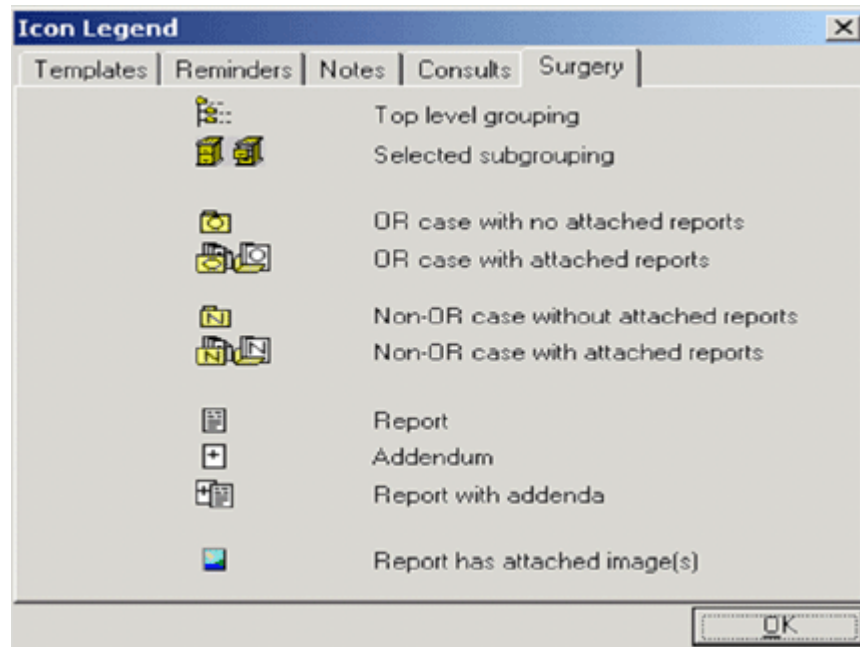 Icon Legend
Templates Reminders Notes Consults Surgery
Top level grouping
Selected subgrouping
OR case with no attached reports
OR case with attached reports
Non-OR case without attached reports
Non-OR case with attached reports
Report
Addendum
Report with addenda
Report has attached image(s)
OK